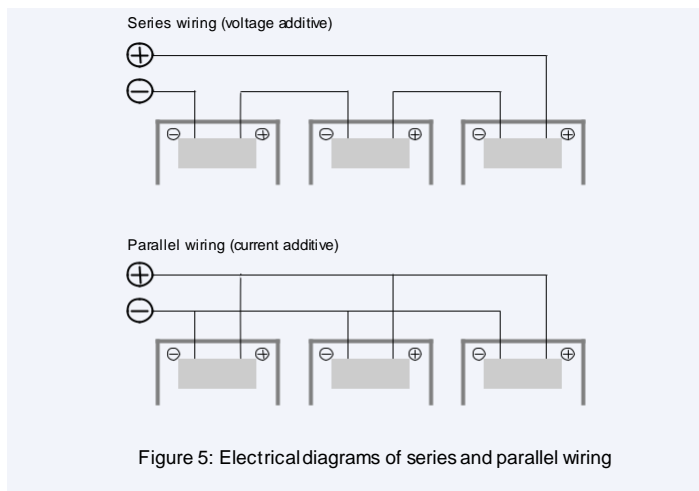 Series wiring (voltage additive)
Parallel wiring (current additive)
Figure 5: Electrical diagrams of series and parallel wiring